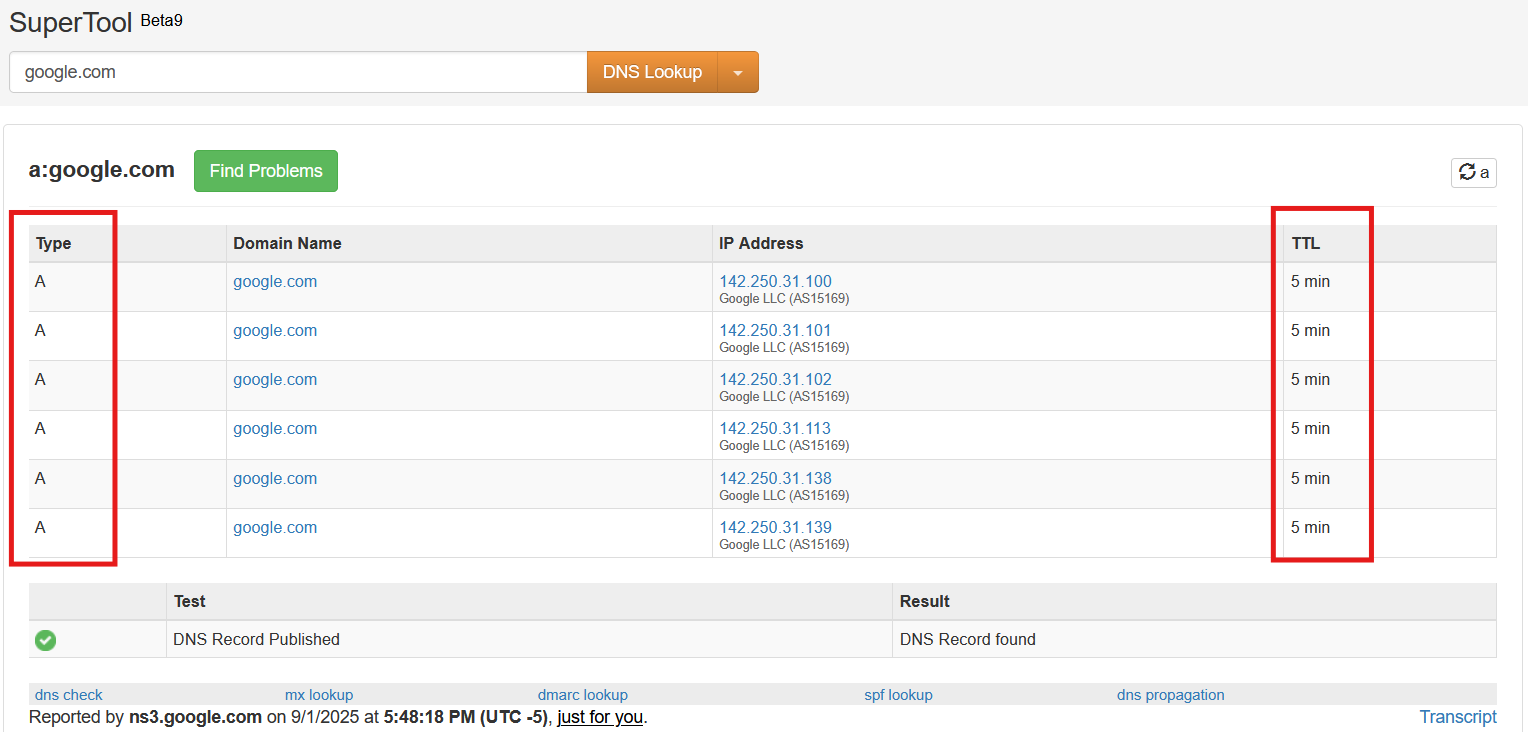 SuperTool Beta9
google.com DNS Lookup
a:google.com Find Problems a
Type Domain Name IP Address TTL
A google.com 142.250.31.100 5 min
Google LLC (AS15169)
A google.com 142.250.31.101 5 min
Google LLC (AS15169)
A google.com 142.250.31.102 5 min
Google LLC (AS15169)
A google.com 142.250.31.113 5 min
Google LLC (AS15169)
A google.com 142.250.31.138 5 min
Google LLC (AS15169)
A google.com 142.250.31.139 5 min
Google LLC (AS15169)
Test Result
DNS Record Published DNS Record found
dns check mx lookup dmarc lookup spf lookup dns propagation
Reported by ns3.google.com on 9/1/2025 at 5:48:18 PM (UTC -5), just for you. Transcript